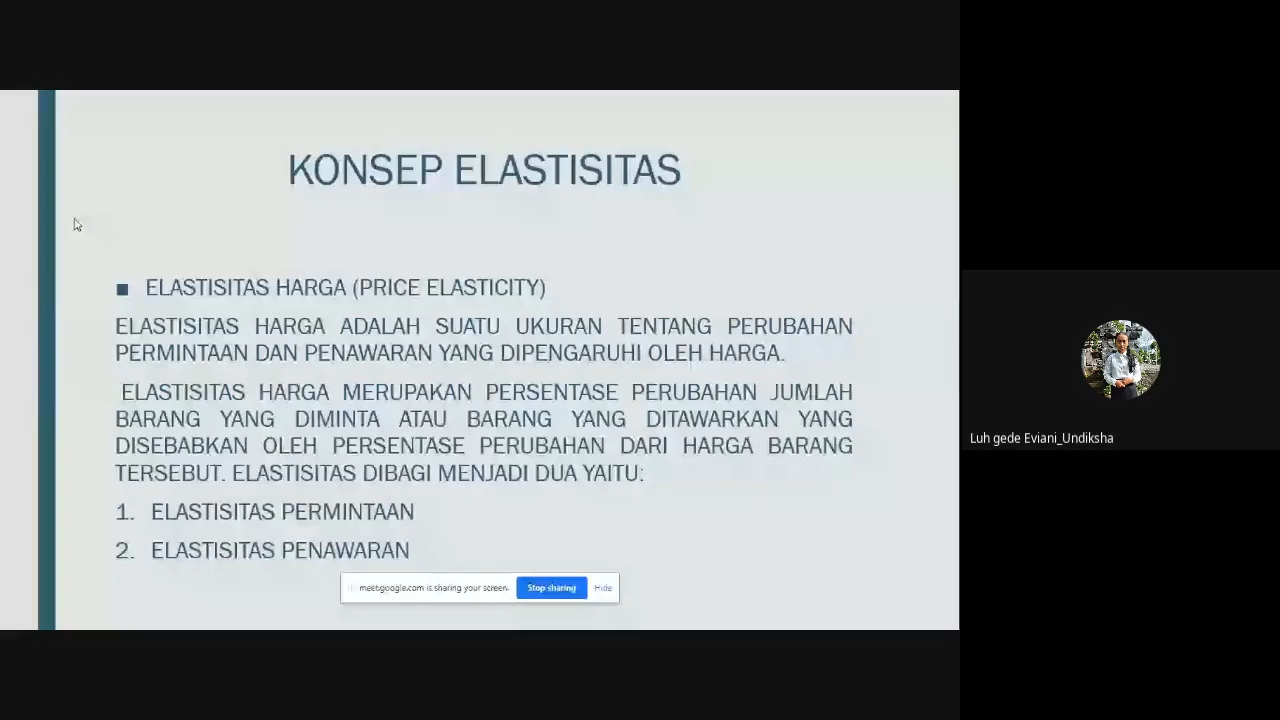 KONSEP ELASTISITAS
■ ELASTISITAS HARGA (PRICE ELASTICITY)
ELASTISITAS HARGA ADALAH SUATU UKURAN TENTANG PERUBAHAN
PERMINTAAN DAN PENAWARAN YANG DIPENGARUHI OLEH HARGA.
ELASTISITAS HARGA MERUPAKAN PERSENTASE PERUBAHAN JUMLAH
BARANG YANG DIMINTA ATAU BARANG YANG DITAWARKAN YANG
DISEBABKAN OLEH PERSENTASE PERUBAHAN DARI HARGA BARANG
TERSEBUT. ELASTISITAS DIBAGI MENJADI DUA YAITU:
1. ELASTISITAS PERMINTAAN
2. ELASTISITAS PENAWARAN
meet.google.com is sharing your screen. Stop sharing Hide
Luh gede Eviani_Undiksha